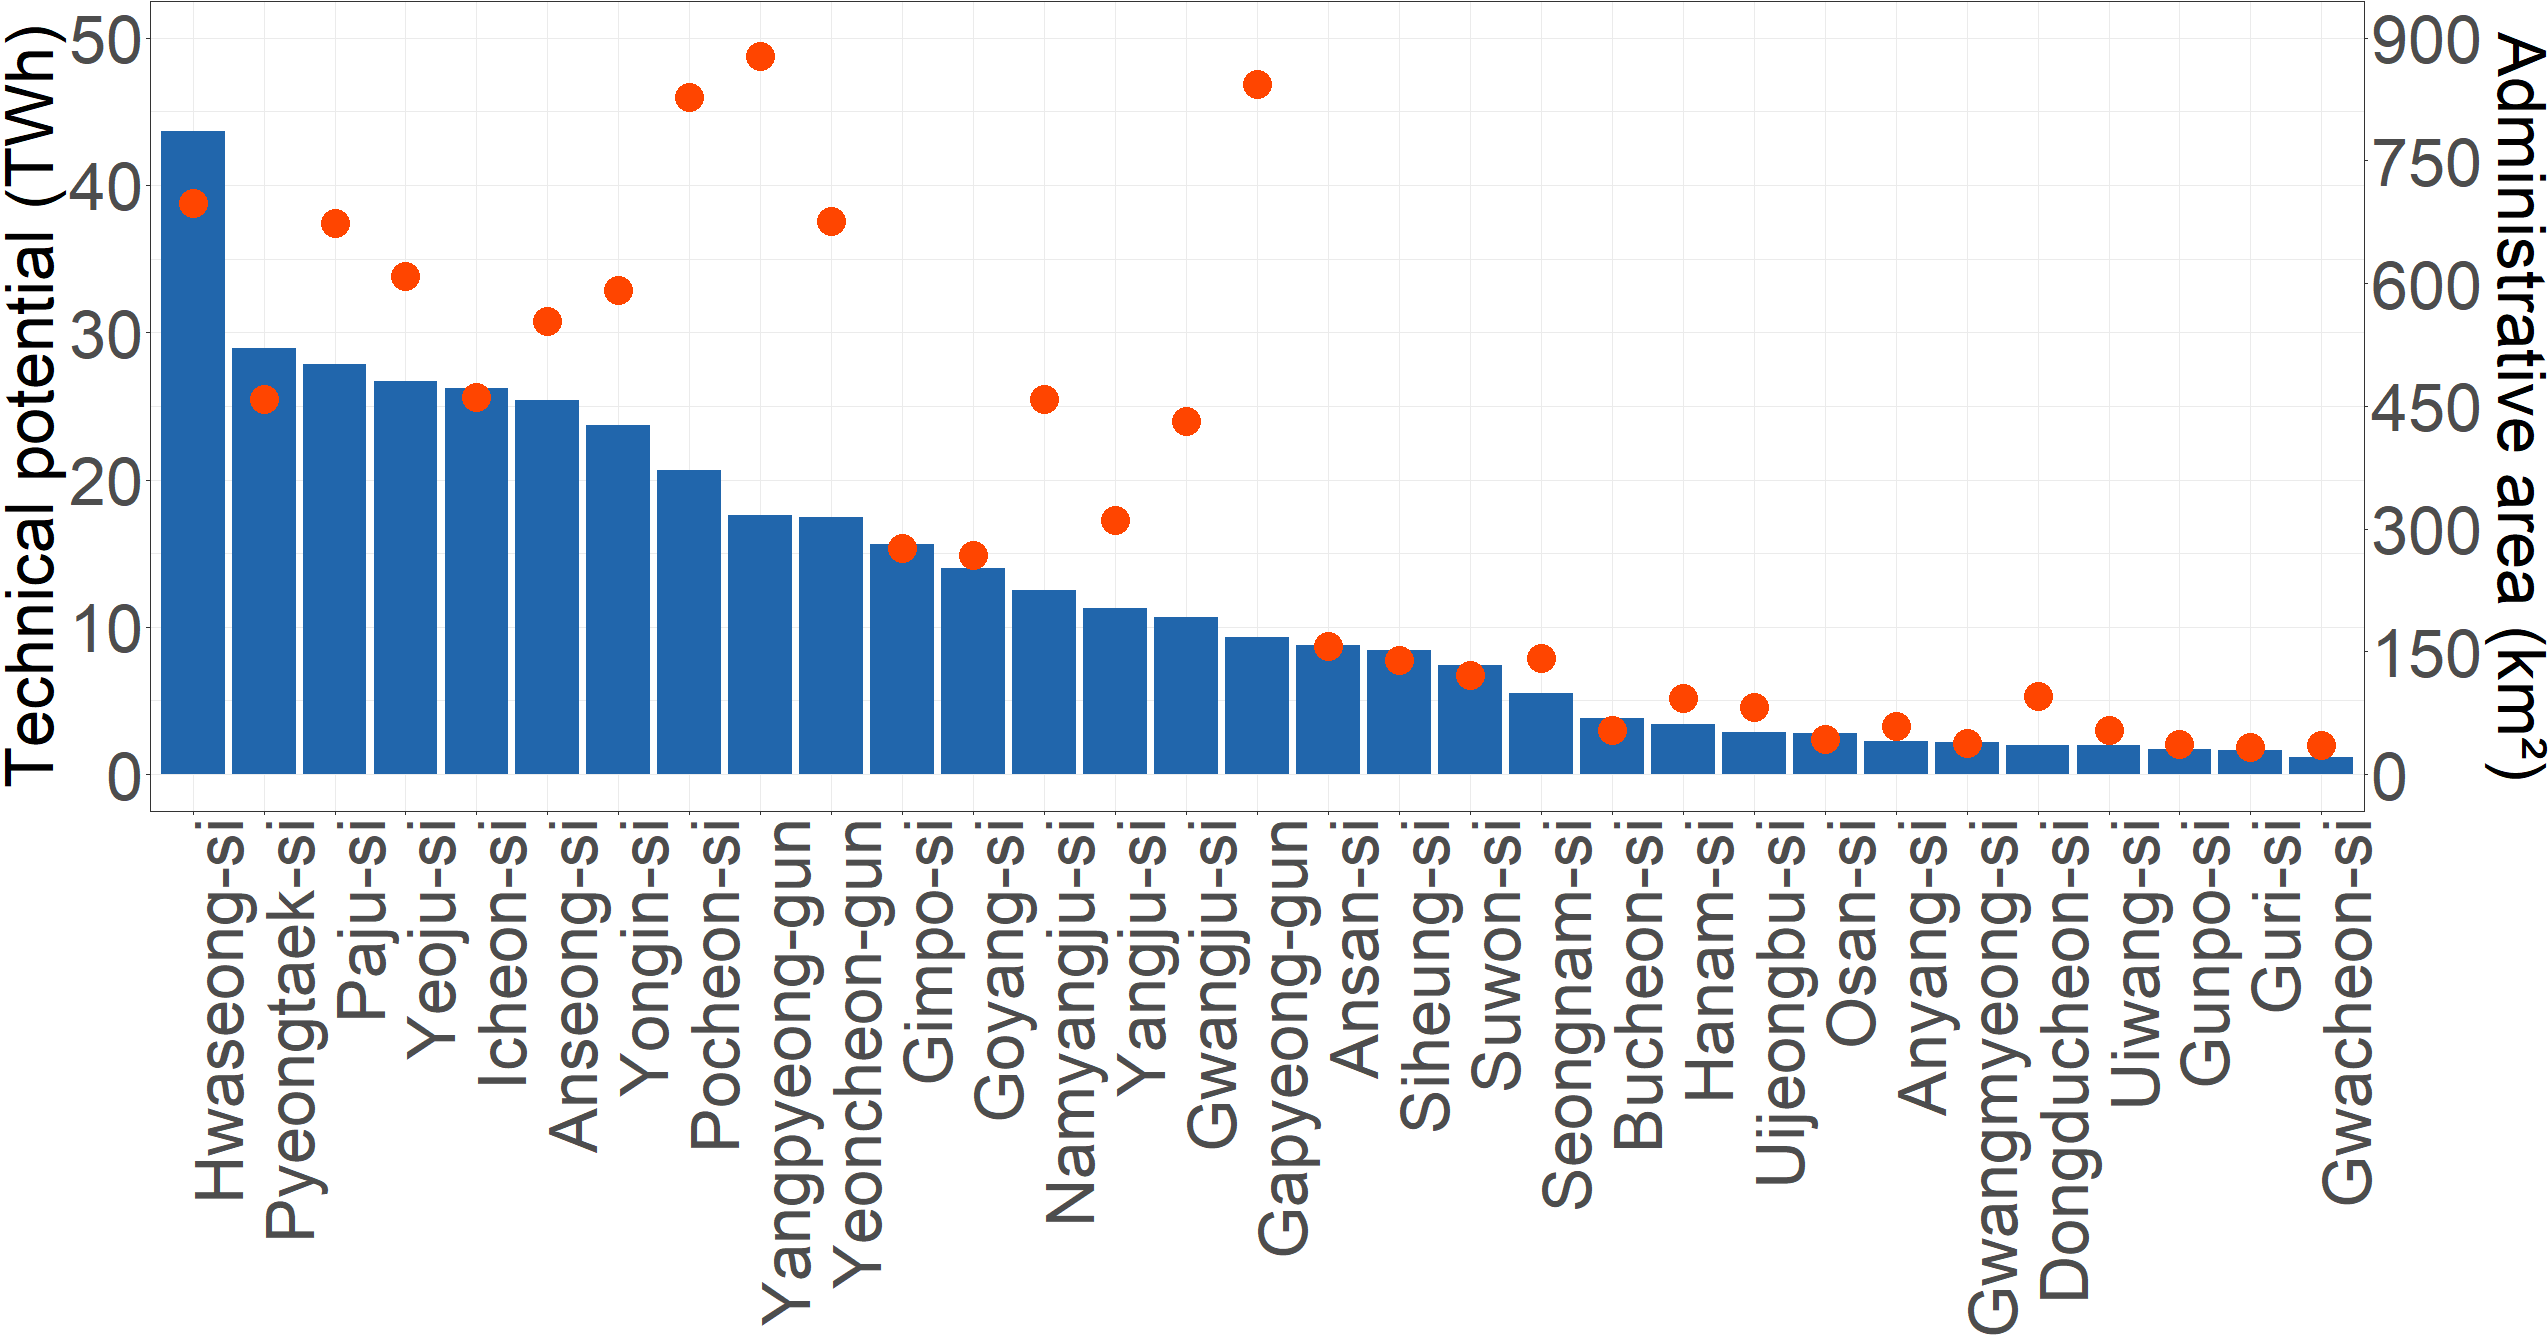 Technical potential (TWh)
50
40
30
20
10
0
900
750
600
450
300
150
0
Administrative area (km²)
Hwaseong-si
Pyeongtaek-si
Paju-si
Yeoju-si
Icheon-si
Anseong-si
Yongin-si
Pocheon-si
Yangpyeong-gun
Yeoncheon-gun
Gimpo-si
Goyang-si
Namyangju-si
Yangju-si
Gwangju-si
Gapyeong-gun
Ansan-si
Siheung-si
Suwon-si
Seongnam-si
Bucheon-si
Hanam-si
Uijeongbu-si
Osan-si
Anyang-si
Gwangmyeong-si
Dongducheon-si
Uiwang-si
Gunpo-si
Guri-si
Gwacheon-si